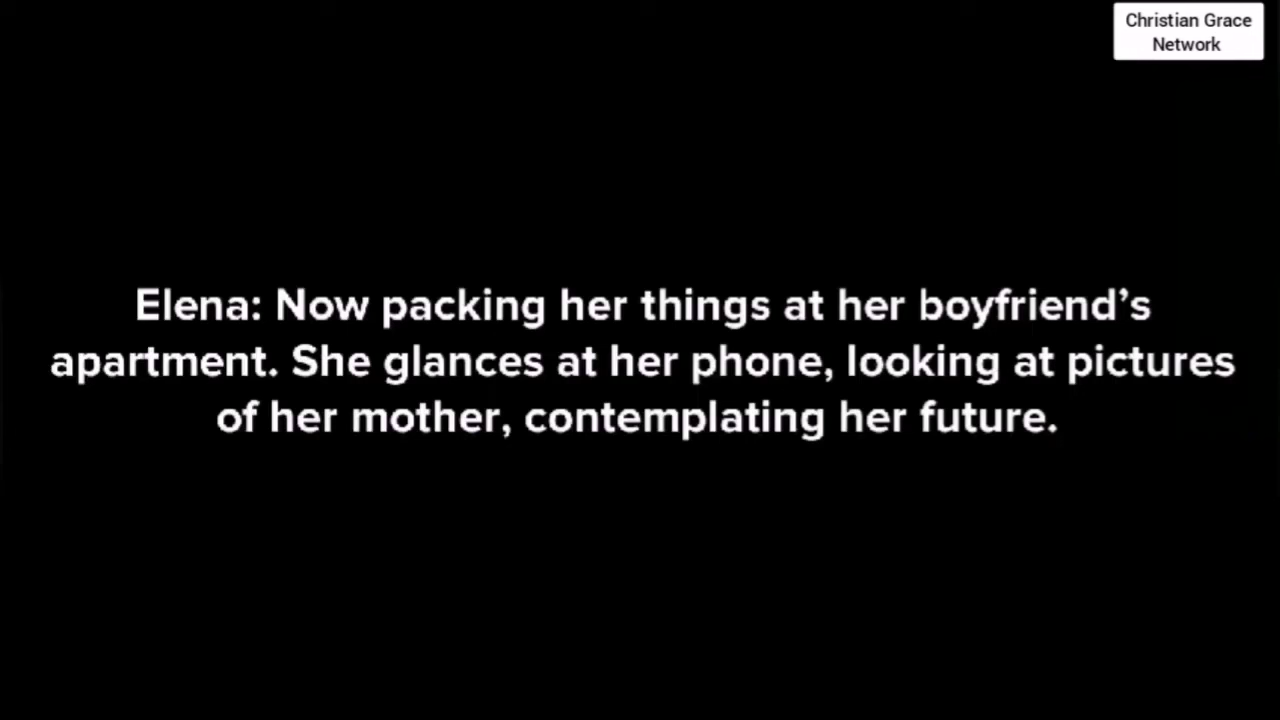 Christian Grace
Network
Elena: Now packing her things at her boyfriend’s
apartment. She glances at her phone, looking at pictures
of her mother, contemplating her future.